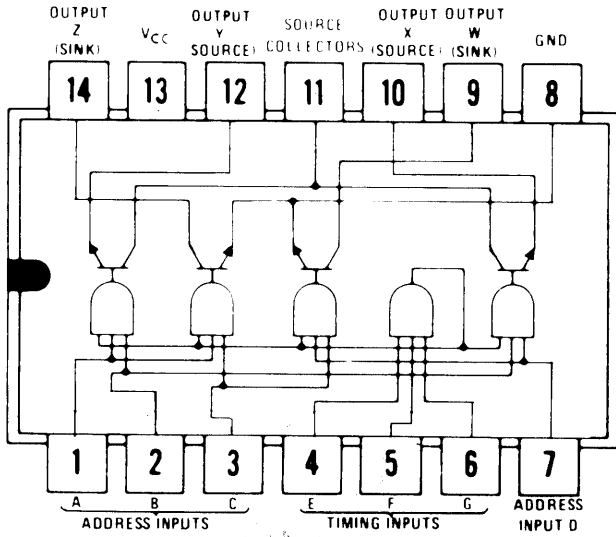 OUTPUT Z (SINK)
VCC
OUTPUT Y SOURCE)
SOURCE COLLECTORS
OUTPUT X (SOURCE)
OUTPUT W (SINK)
GND
14 13 12 11 10 9 8
1 2 3 4 5 6 7
A B C E F G
ADDRESS INPUTS
TIMING INPUTS
ADDRESS INPUT D